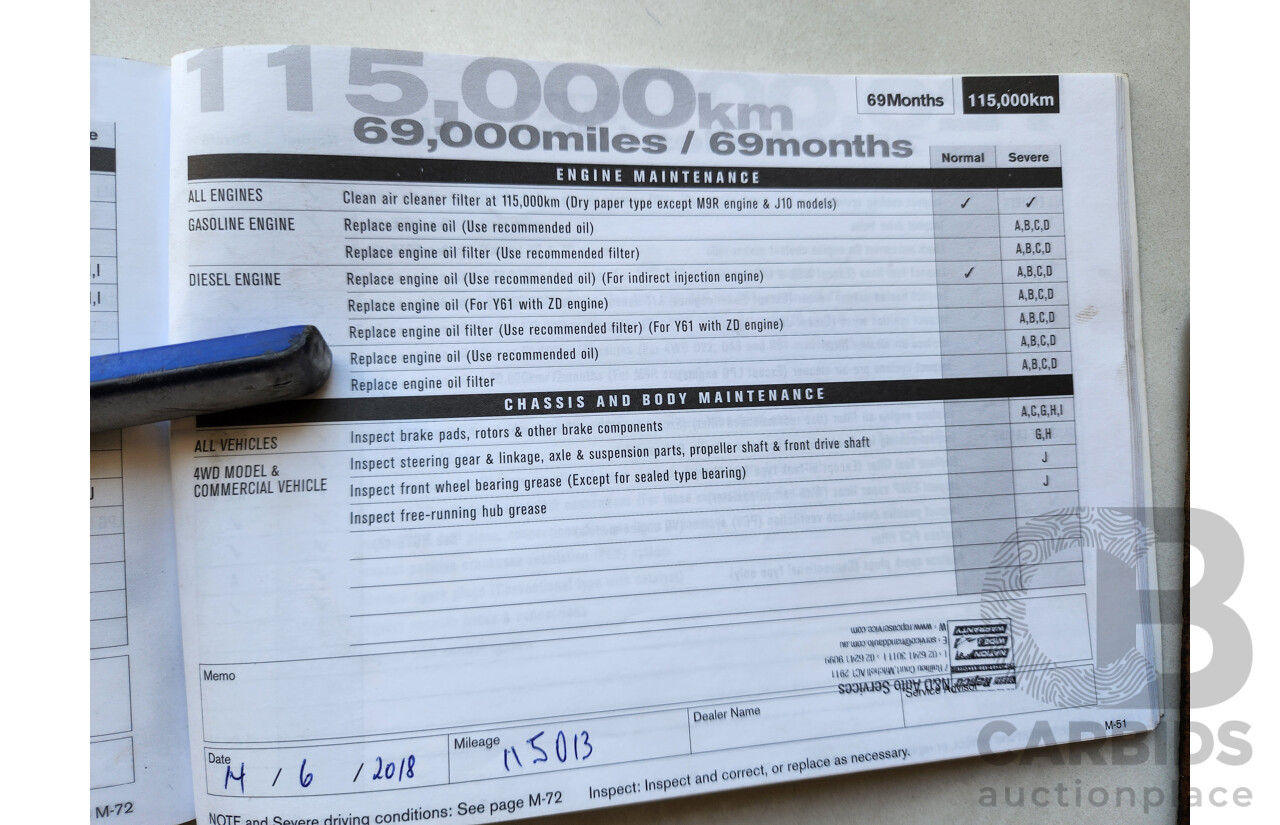 115,000km
69,000miles / 69months
69Months
115,000km
Normal Severe
ENGINE MAINTENANCE
ALL ENGINES Clean air cleaner filter at 115,000km (Dry paper type except M9R engine & J10 models) ✓ ✓
GASOLINE ENGINE Replace engine oil (Use recommended oil) A,B,C,D
Replace engine oil filter (Use recommended filter) A,B,C,D
DIESEL ENGINE Replace engine oil (Use recommended oil) (For indirect injection engine) ✓ A,B,C,D
Replace engine oil (For Y61 with ZD engine) A,B,C,D
Replace engine oil filter (Use recommended filter) (For Y61 with ZD engine) A,B,C,D
Replace engine oil (Use recommended oil) A,B,C,D
Replace engine oil filter A,B,C,D
CHASSIS AND BODY MAINTENANCE
ALL VEHICLES Inspect brake pads, rotors & other brake components A,C,G,H,I
Inspect steering gear & linkage, axle & suspension parts, propeller shaft & front drive shaft G,H
4WD MODEL &
COMMERCIAL VEHICLE
Inspect front wheel bearing grease (Except for sealed type bearing) J
Inspect free-running hub grease J
Memo
N&D Auto Services
Service Advisor
Dealer Name
Date 14 / 6 / 2018
Mileage 115013
M-51
NOTE and Severe driving conditions: See page M-72 Inspect: Inspect and correct, or replace as necessary.
M-72
CB
CARBIDS
auctionplace